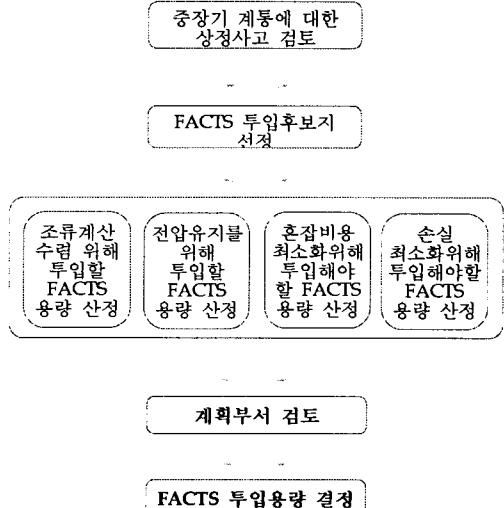 중장기 계통에 대한
상정사고 검토
FACTS 투입후보지
선정
조류계산
수렴 위해
투입할
FACTS
용량 산정
전압유지를
위해
투입할
FACTS
용량 산정
혼잡비용
최소화위해
투입해야
할 FACTS
용량 산정
손실
최소화위해
투입해야할
FACTS
용량 산정
계획부서 검토
FACTS 투입용량 결정